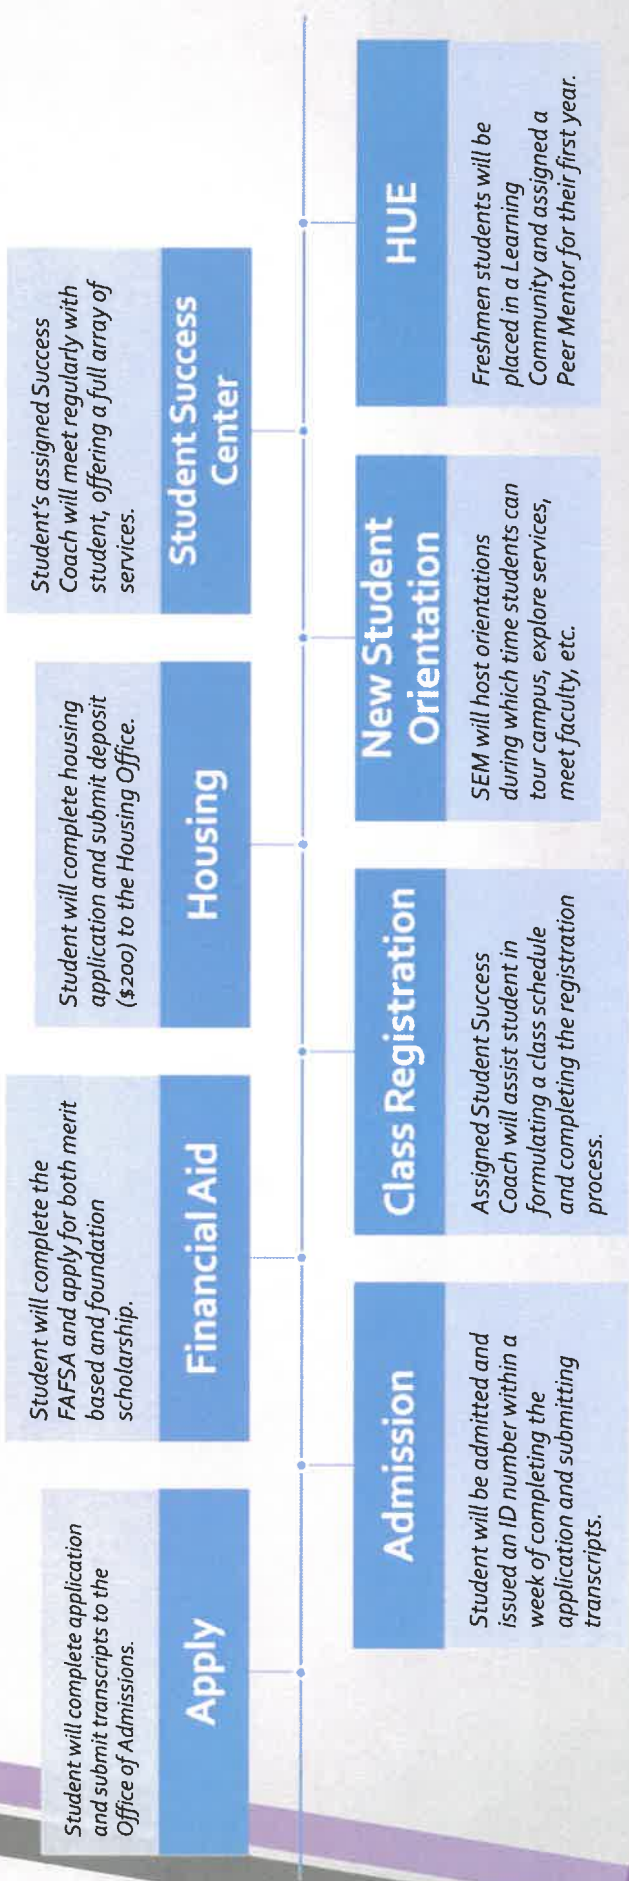 Student will complete application
and submit transcripts to the
Office of Admissions.
Apply
Admission
Student will be admitted and
issued an ID number within a
week of completing the
application and submitting
transcripts.
Student will complete the
FAFSA and apply for both merit
based and foundation
scholarship.
Financial Aid
Class Registration
Assigned Student Success
Coach will assist student in
formulating a class schedule
and completing the registration
process.
Student will complete housing
application and submit deposit
($200) to the Housing Office.
Housing
New Student
Orientation
SEM will host orientations
during which time students can
tour campus, explore services,
meet faculty, etc.
Student's assigned Success
Coach will meet regularly with
student, offering a full array of
services.
Student Success
Center
HUE
Freshmen students will be
placed in a Learning
Community and assigned a
Peer Mentor for their first year.